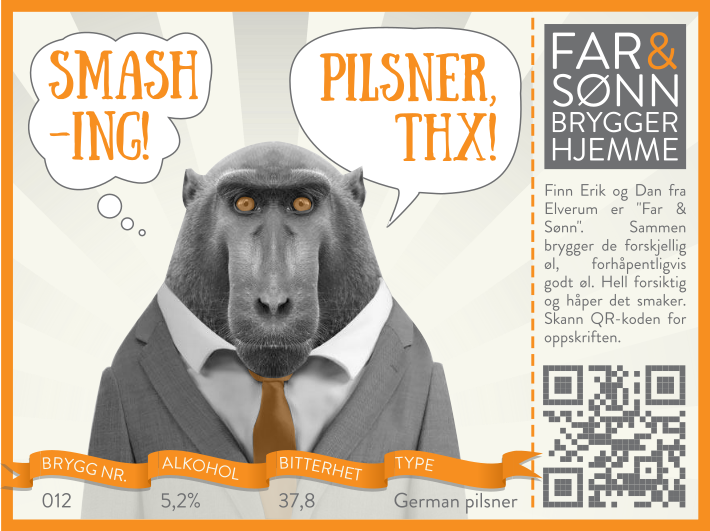 SMASH
-ING!
PILSNER,
THX!
FAR&
SØNN
BRYGGER
HJEMME
Finn Erik og Dan fra
Elverum er "Far &
Sønn". Sammen
brygger de forskjellig
øl, forhåpentligvis
godt øl. Hell forsiktig
og håper det smaker.
Skann QR-koden for
oppskriften.
BRYGG NR. ALKOHOL BITTERHET TYPE
012 5,2% 37,8 German pilsner